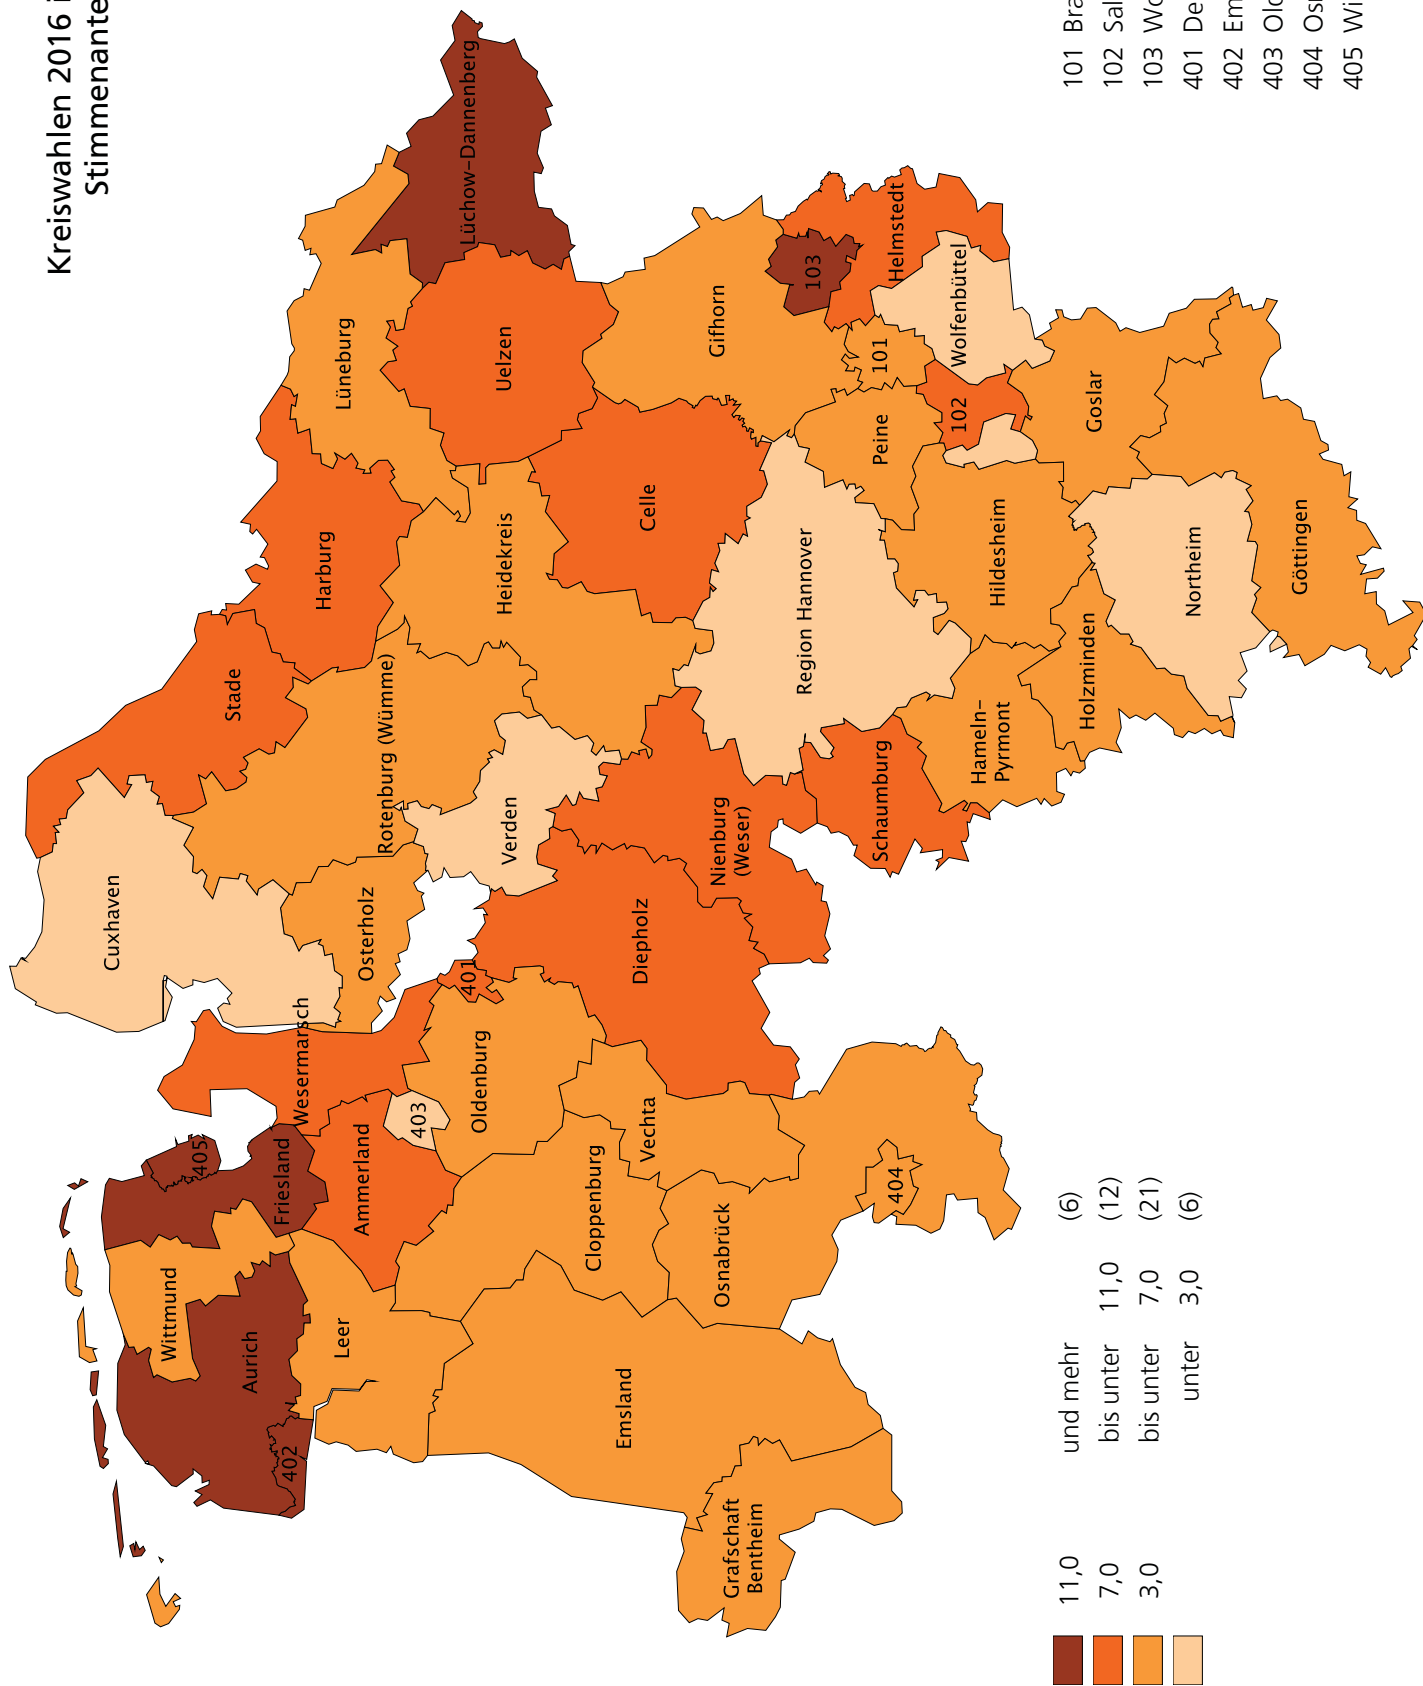 Kreiswahlen 2016
Stimmenante
Lüchow-Dannenberg
Lüneburg
Uelzen
Harburg
Stade
Cuxhaven
Rotenburg (Wümme)
Heidekreis
Celle
Gifhorn
103
Helmstedt
101
Wolfenbüttel
102
Peine
Goslar
Göttingen
Northeim
Holzminden
Hildesheim
Region Hannover
Hameln-
Pyrmont
Schaumburg
Nienburg
(Weser)
Verden
Osterholz
Diepholz
401
Wesermarsch
Oldenburg
403
Ammerland
Friesland
405
Wittmund
Aurich
402
Leer
Cloppenburg
Vechta
Osnabrück
404
Emsland
Grafschaft
Bentheim
11,0 und mehr (6)
7,0 bis unter 11,0 (12)
3,0 bis unter 7,0 (21)
unter 3,0 (6)
101 Bra
102 Sal
103 Wo
401 De
402 Em
403 Old
404 Osn
405 Wi